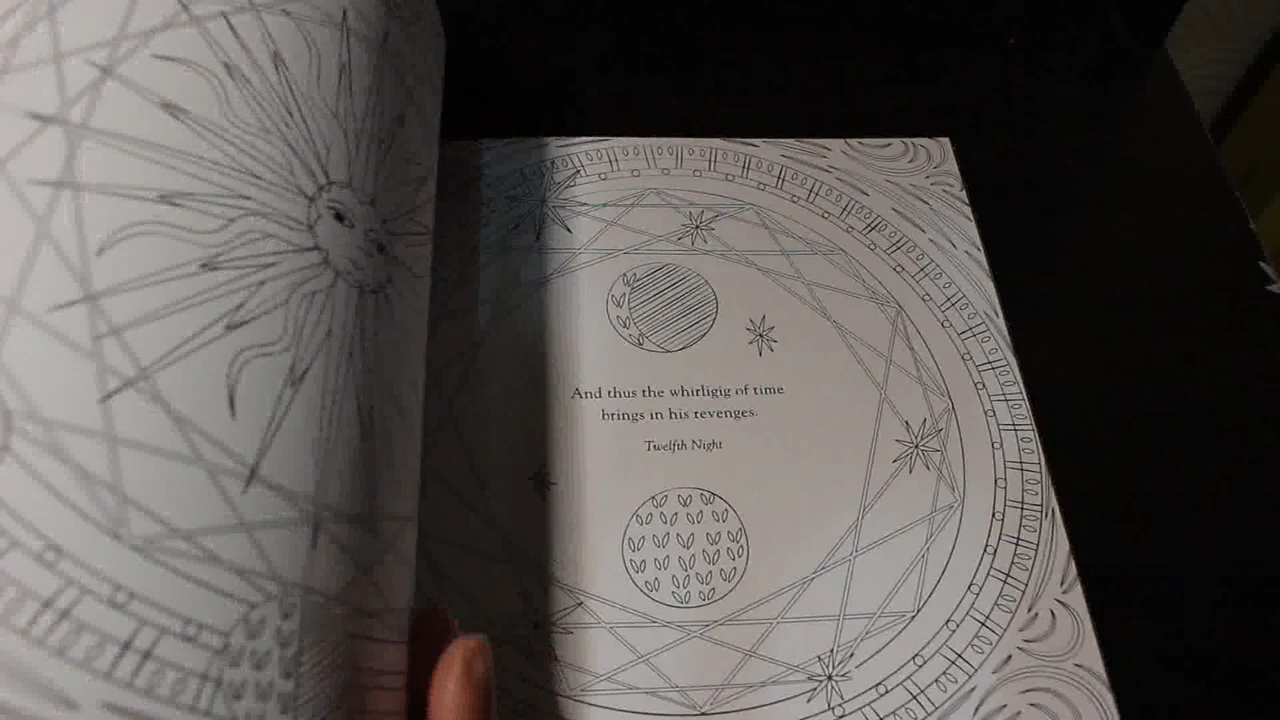 And thus the whirligig of time
brings in his revenges.
Twelfth Night